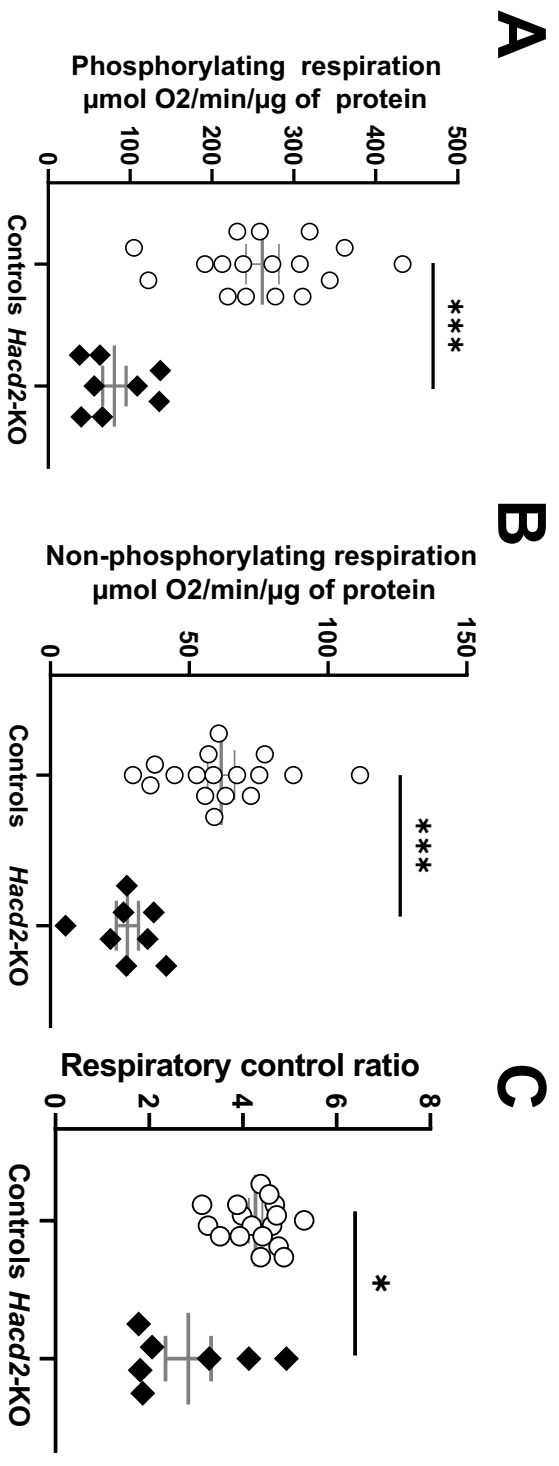 A
Phosphorylating respiration
µmol O2/min/µg of protein
500
400
300
200
100
0
***
Controls Hacd2-KO
B
Non-phosphorylating respiration
µmol O2/min/µg of protein
150
100
50
0
***
Controls Hacd2-KO
C
Respiratory control ratio
8
6
4
2
0
*
Controls Hacd2-KO